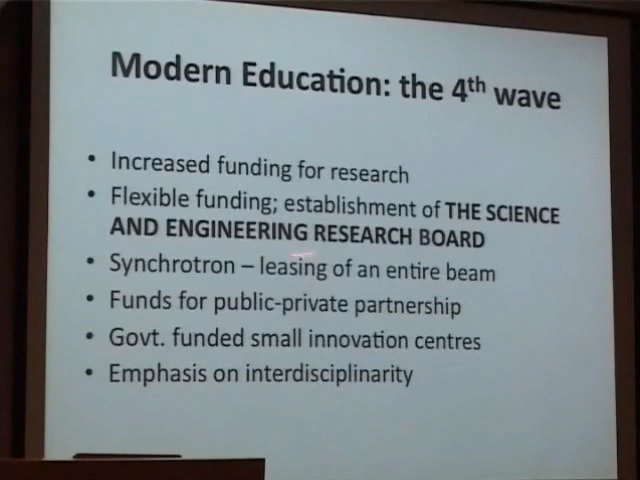 Modern Education: the 4th wave
• Increased funding for research
• Flexible funding; establishment of THE SCIENCE
AND ENGINEERING RESEARCH BOARD
• Synchrotron – leasing of an entire beam
• Funds for public-private partnership
• Govt. funded small innovation centres
• Emphasis on interdisciplinarity